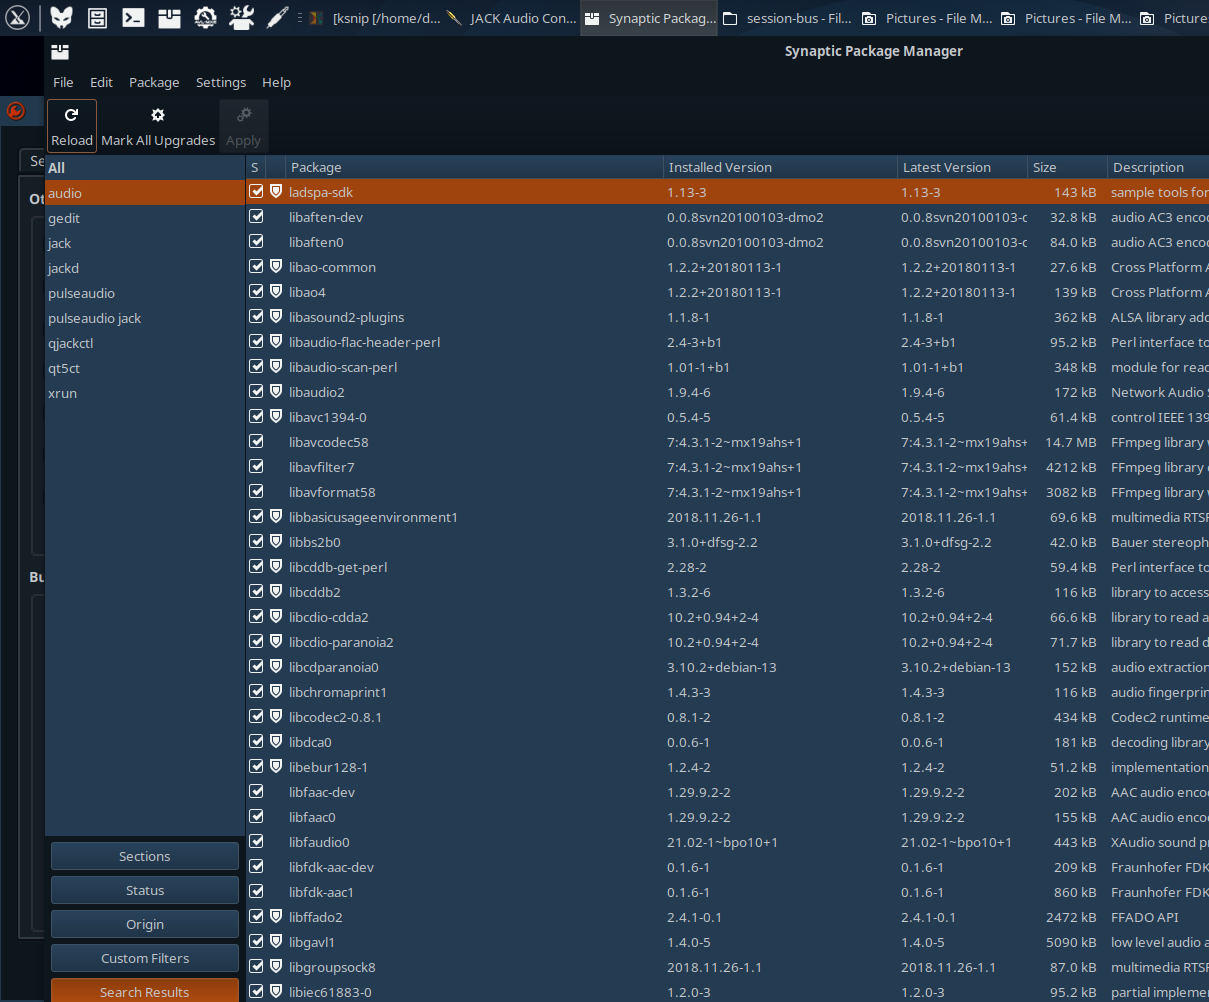 [ksnip [/home/d... JACK Audio Con... Synaptic Packag... session-bus - Fil... Pictures - File M... Pictures - File M... Picture
Synaptic Package Manager
File Edit Package Settings Help
Reload Mark All Upgrades Apply
Se
Ot
Bu
All
audio
gedit
jack
jackd
pulseaudio
pulseaudio jack
qjackctl
qt5ct
xrun
Sections
Status
Origin
Custom Filters
Search Results
S Package Installed Version Latest Version Size Description
ladspa-sdk 1.13-3 1.13-3 143 kB sample tools for
libaften-dev 0.0.8svn20100103-dmo2 0.0.8svn20100103-d 32.8 kB audio AC3 enco
libaften0 0.0.8svn20100103-dmo2 0.0.8svn20100103-d 84.0 kB audio AC3 enco
libao-common 1.2.2+20180113-1 1.2.2+20180113-1 27.6 kB Cross Platform A
libao4 1.2.2+20180113-1 1.2.2+20180113-1 139 kB Cross Platform A
libasound2-plugins 1.1.8-1 1.1.8-1 362 kB ALSA library add
libaudio-flac-header-perl 2.4-3+b1 2.4-3+b1 95.2 kB Perl interface to
libaudio-scan-perl 1.01-1+b1 1.01-1+b1 348 kB module for read
libaudio2 1.9.4-6 1.9.4-6 172 kB Network Audio S
libavc1394-0 0.5.4-5 0.5.4-5 61.4 kB control IEEE 139
libavcodec58 7:4.3.1-2~mx19ahs+1 7:4.3.1-2~mx19ahs+ 14.7 MB FFmpeg library w
libavfilter7 7:4.3.1-2~mx19ahs+1 7:4.3.1-2~mx19ahs+ 4212 kB FFmpeg library c
libavformat58 7:4.3.1-2~mx19ahs+1 7:4.3.1-2~mx19ahs+ 3082 kB FFmpeg library w
libbasicusageenvironment1 2018.11.26-1.1 2018.11.26-1.1 69.6 kB multimedia RTSP
libbs2b0 3.1.0+dfsg-2.2 3.1.0+dfsg-2.2 42.0 kB Bauer stereoph
libcddb-get-perl 2.28-2 2.28-2 59.4 kB Perl interface to
libcddb2 1.3.2-6 1.3.2-6 116 kB library to access
libcdio-cdda2 10.2+0.94+2-4 10.2+0.94+2-4 66.6 kB library to read a
libcdio-paranoia2 10.2+0.94+2-4 10.2+0.94+2-4 71.7 kB library to read d
libcdparanoia0 3.10.2+debian-13 3.10.2+debian-13 152 kB audio extraction
libchromaprint1 1.4.3-3 1.4.3-3 116 kB audio fingerprin
libcodec2-0.8.1 0.8.1-2 0.8.1-2 434 kB Codec2 runtime
libdca0 0.0.6-1 0.0.6-1 181 kB decoding library
libebur128-1 1.2.4-2 1.2.4-2 51.2 kB implementation
libfaac-dev 1.29.9.2-2 1.29.9.2-2 202 kB AAC audio enco
libfaac0 1.29.9.2-2 1.29.9.2-2 155 kB AAC audio enco
libfaudio0 21.02-1~bpo10+1 21.02-1~bpo10+1 443 kB XAudio sound p
libfdk-aac-dev 0.1.6-1 0.1.6-1 209 kB Fraunhofer FDK
libfdk-aac1 0.1.6-1 0.1.6-1 860 kB Fraunhofer FDK
libffado2 2.4.1-0.1 2.4.1-0.1 2472 kB FFADO API
libgavl1 1.4.0-5 1.4.0-5 5090 kB low level audio a
libgroupsock8 2018.11.26-1.1 2018.11.26-1.1 87.0 kB multimedia RTSP
libiec61883-0 1.2.0-3 1.2.0-3 95.2 kB partial impleme